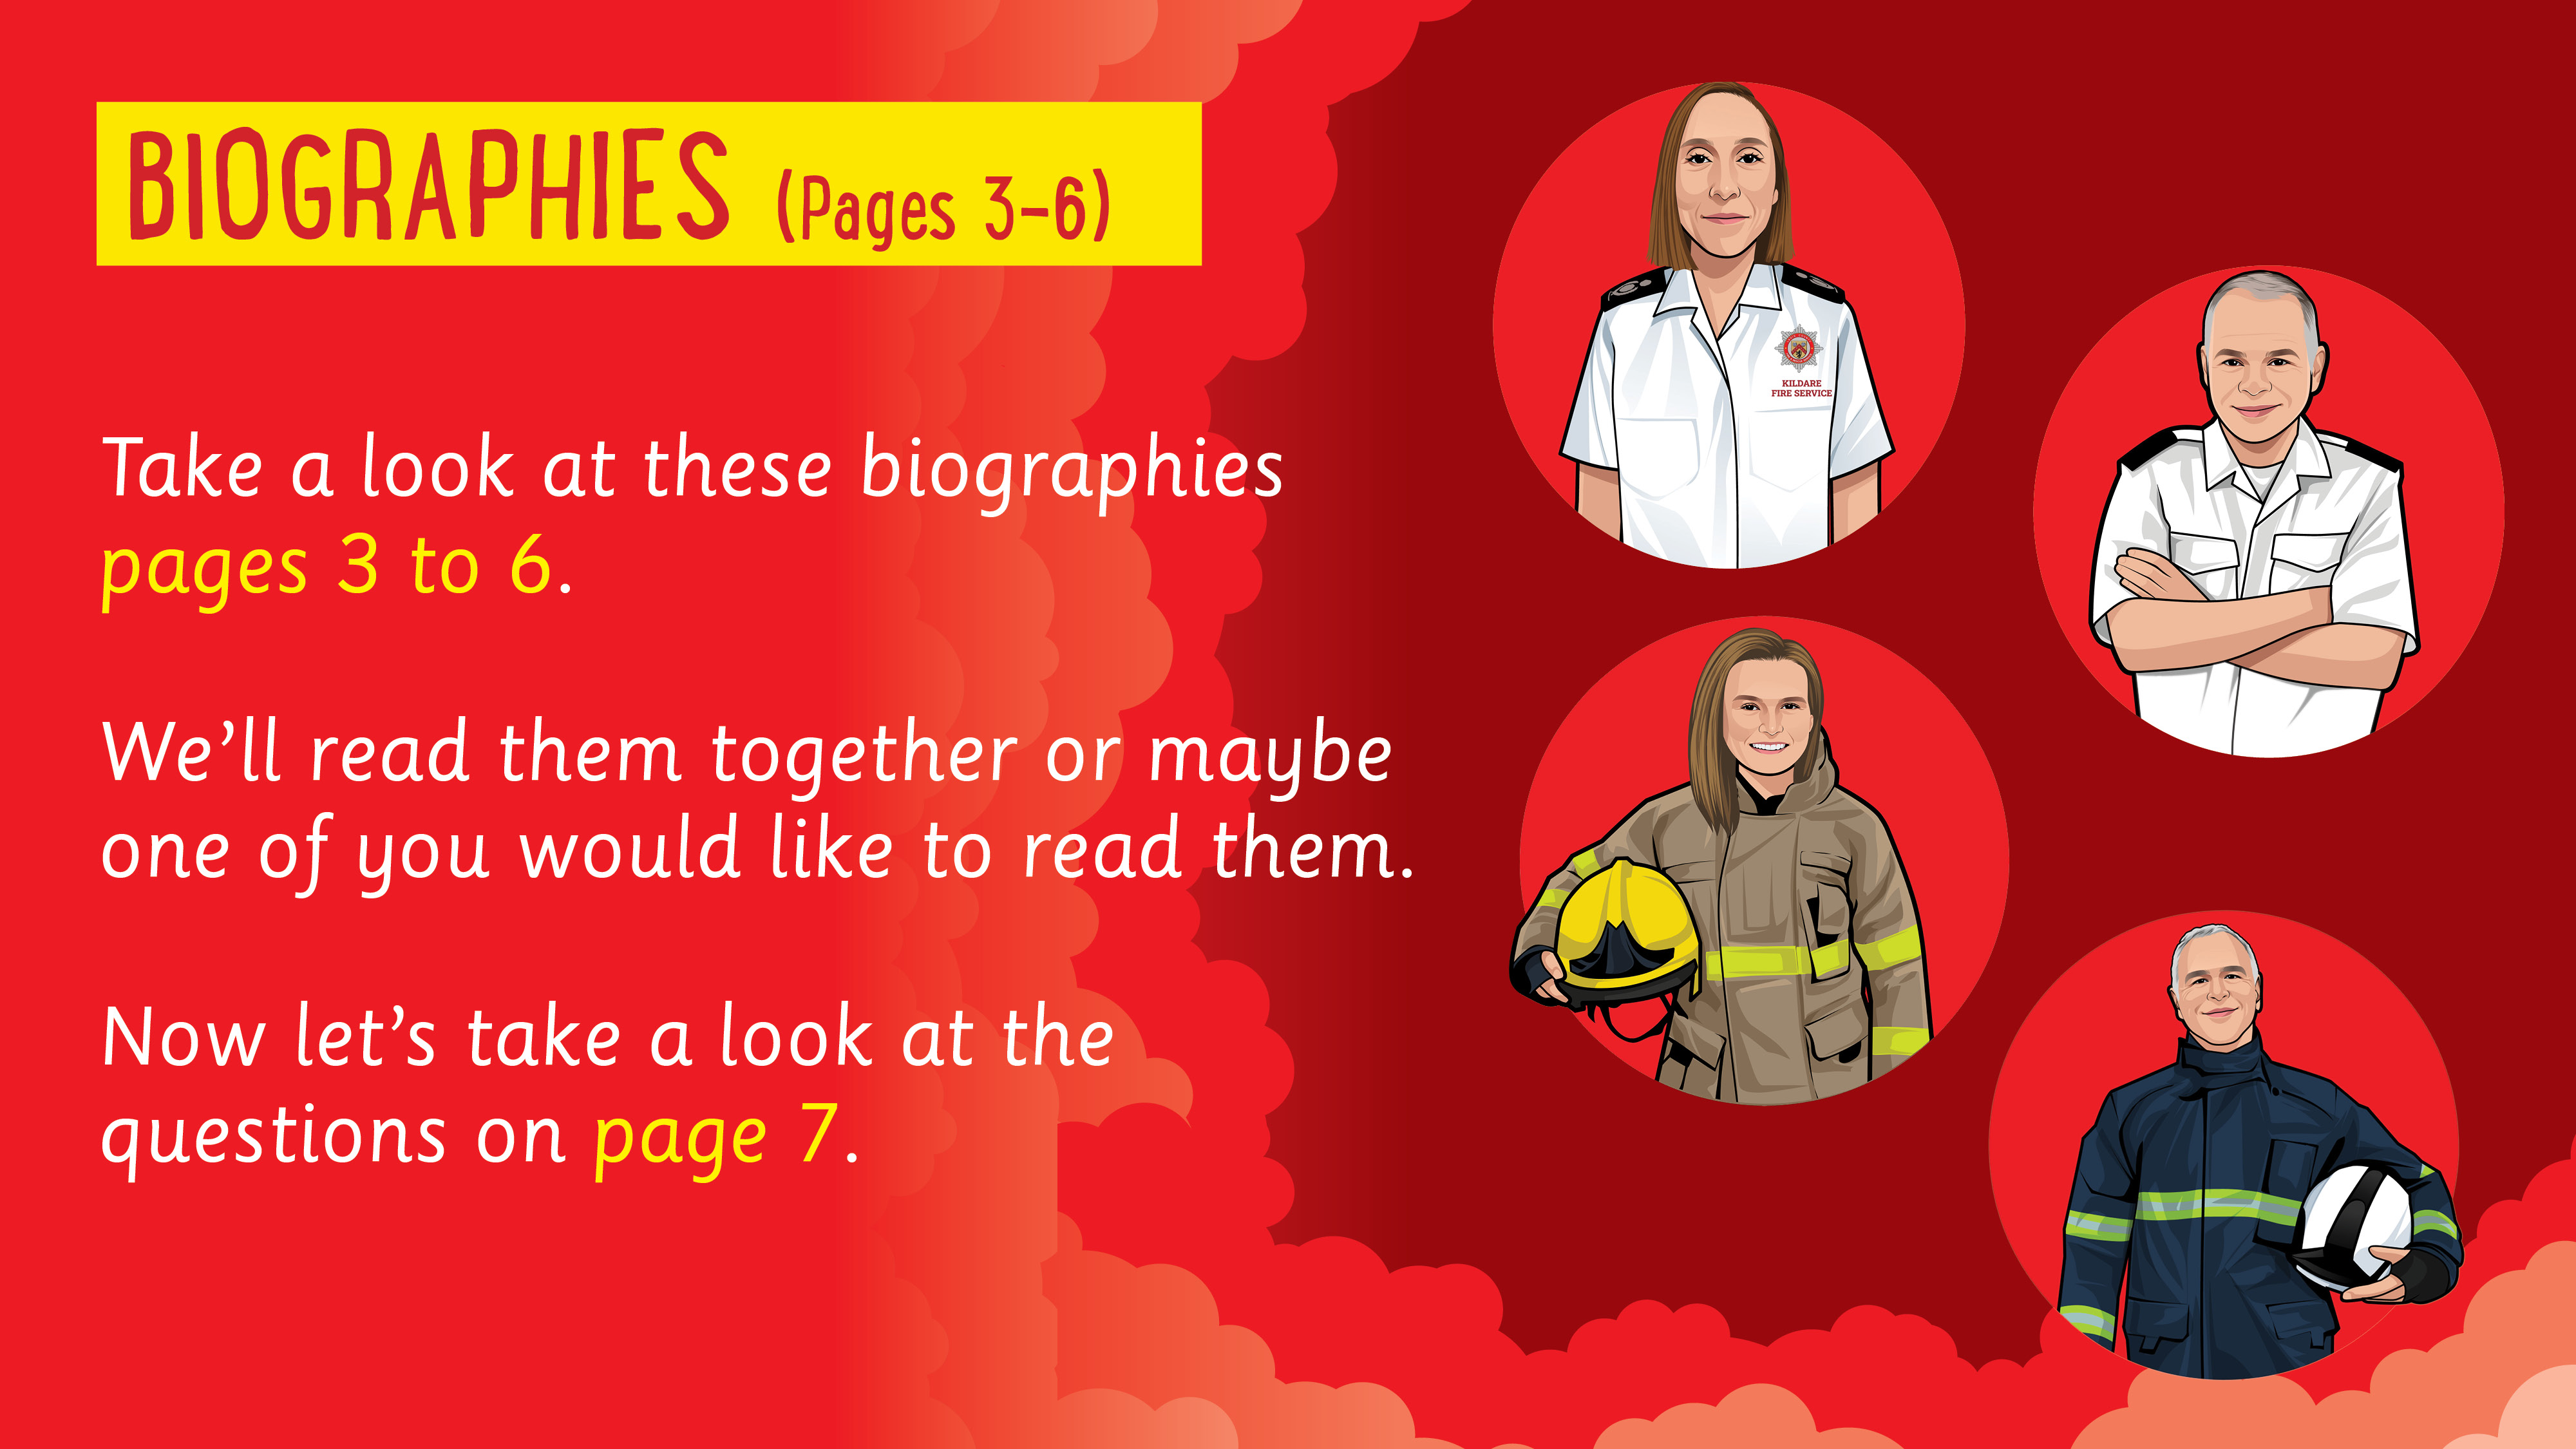 BIOGRAPHIES (Pages 3-6)
Take a look at these biographies
pages 3 to 6.
We’ll read them together or maybe
one of you would like to read them.
Now let’s take a look at the
questions on page 7.
KILDARE
FIRE SERVICE